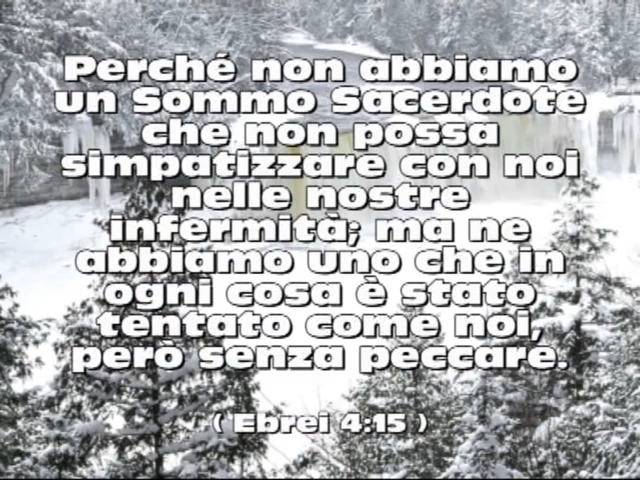 Perché non abbiamo
un Sommo Sacerdote
che non possa
simpatizzare con noi
nelle nostre
infermità; ma ne
abbiamo uno che in
ogni cosa è stato
tentato come noi,
però senza peccare.
( Ebrei 4:15 )